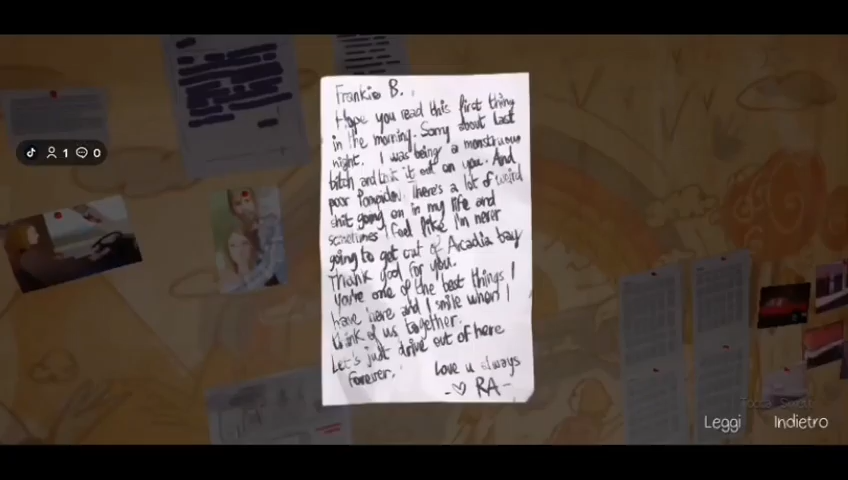 Frankie B.
Hope you read this first thing
in the morning. Sorry about last
night. I was being a monstruous
bitch and took it out on you. And
poor Pompidou. There's a lot of weird
shit going on in my life and
sometimes I feel like I'm never
going to get out of Arcadia bay
Thank god for you.
You're one of the best things I
have here and I smile when I
think of us together.
Let's just drive out of here
forever.
Love u always
-♡ RA-
1 0
Leggi Indietro